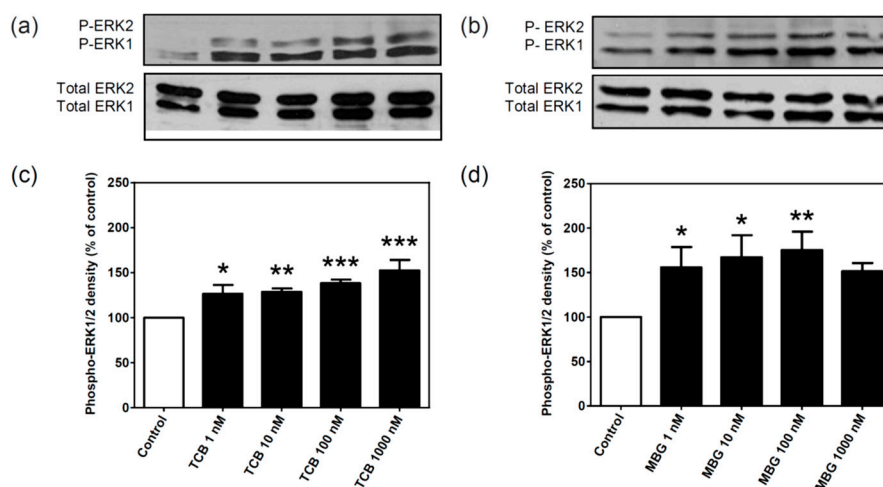 (a)
P-ERK2
P-ERK1
Total ERK2
Total ERK1
(b)
P- ERK2
P- ERK1
Total ERK2
Total ERK1
(c)
Phospho-ERK1/2 density (% of control)
250
200
150
100
50
0
*
**
***
***
Control
TCB 1 nM
TCB 10 nM
TCB 100 nM
TCB 1000 nM
(d)
Phospho-ERK1/2 density (% of control)
250
200
150
100
50
0
*
*
**
Control
MBG 1 nM
MBG 10 nM
MBG 100 nM
MBG 1000 nM